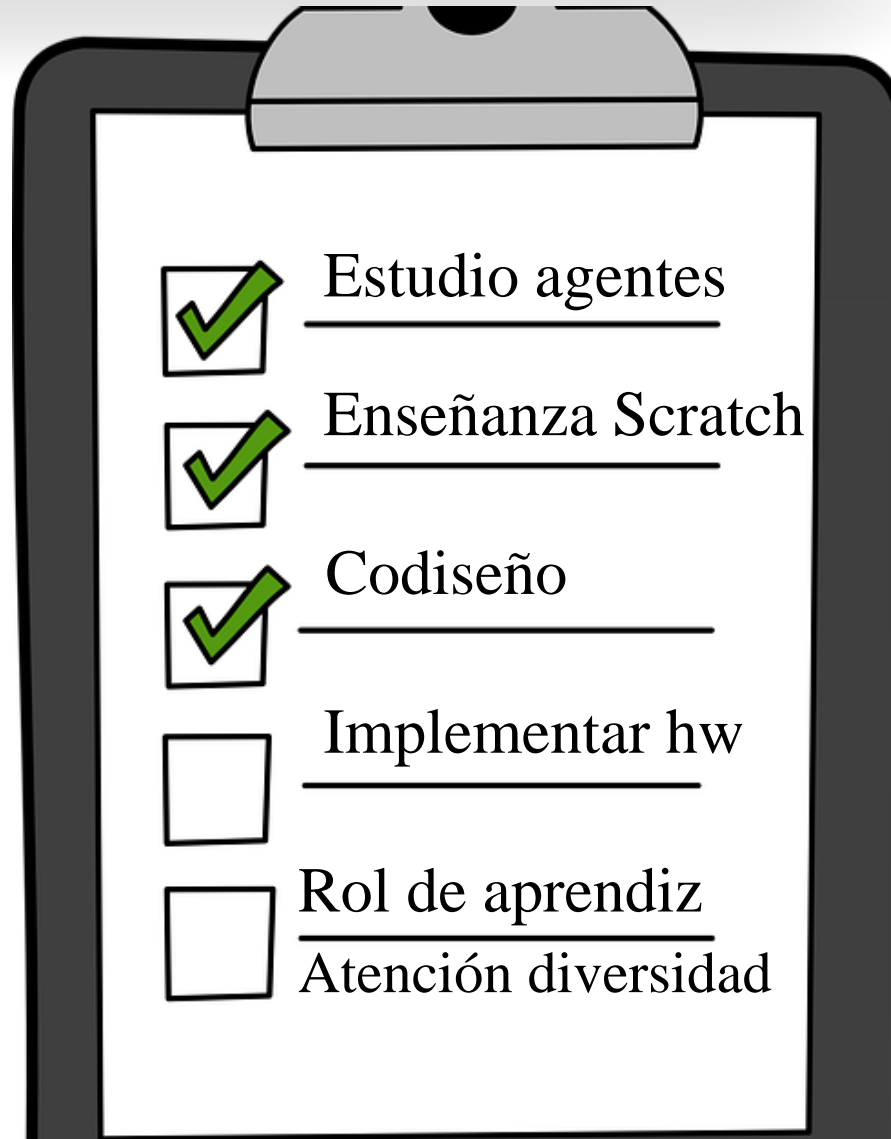 Estudio agentes
Enseñanza Scratch
Codiseño
Implementar hw
Rol de aprendiz
Atención diversidad